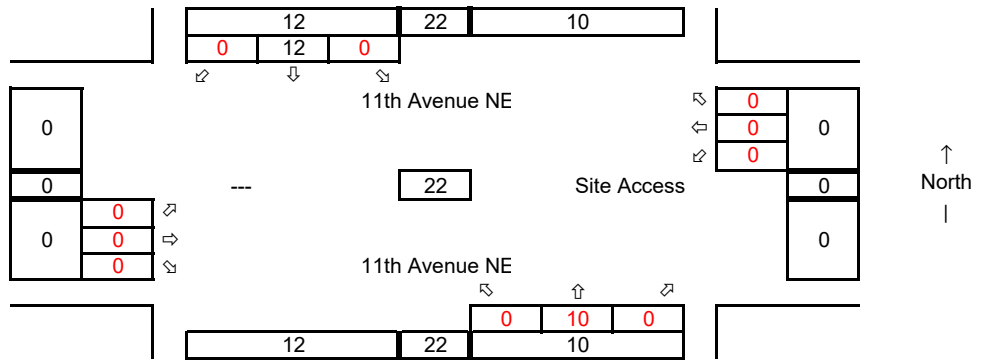 12 22 10
0 12 0
⬃ ⇩ ⬂
11th Avenue NE
⬁ 0
0 ⇦ 0 0
⬃ 0
↑
0 --- 22 Site Access 0 North
|
0 ⬀
0 0 ⇨ 0
0 ⬂
11th Avenue NE
⬁ ⇧ ⬀
0 10 0
12 22 10